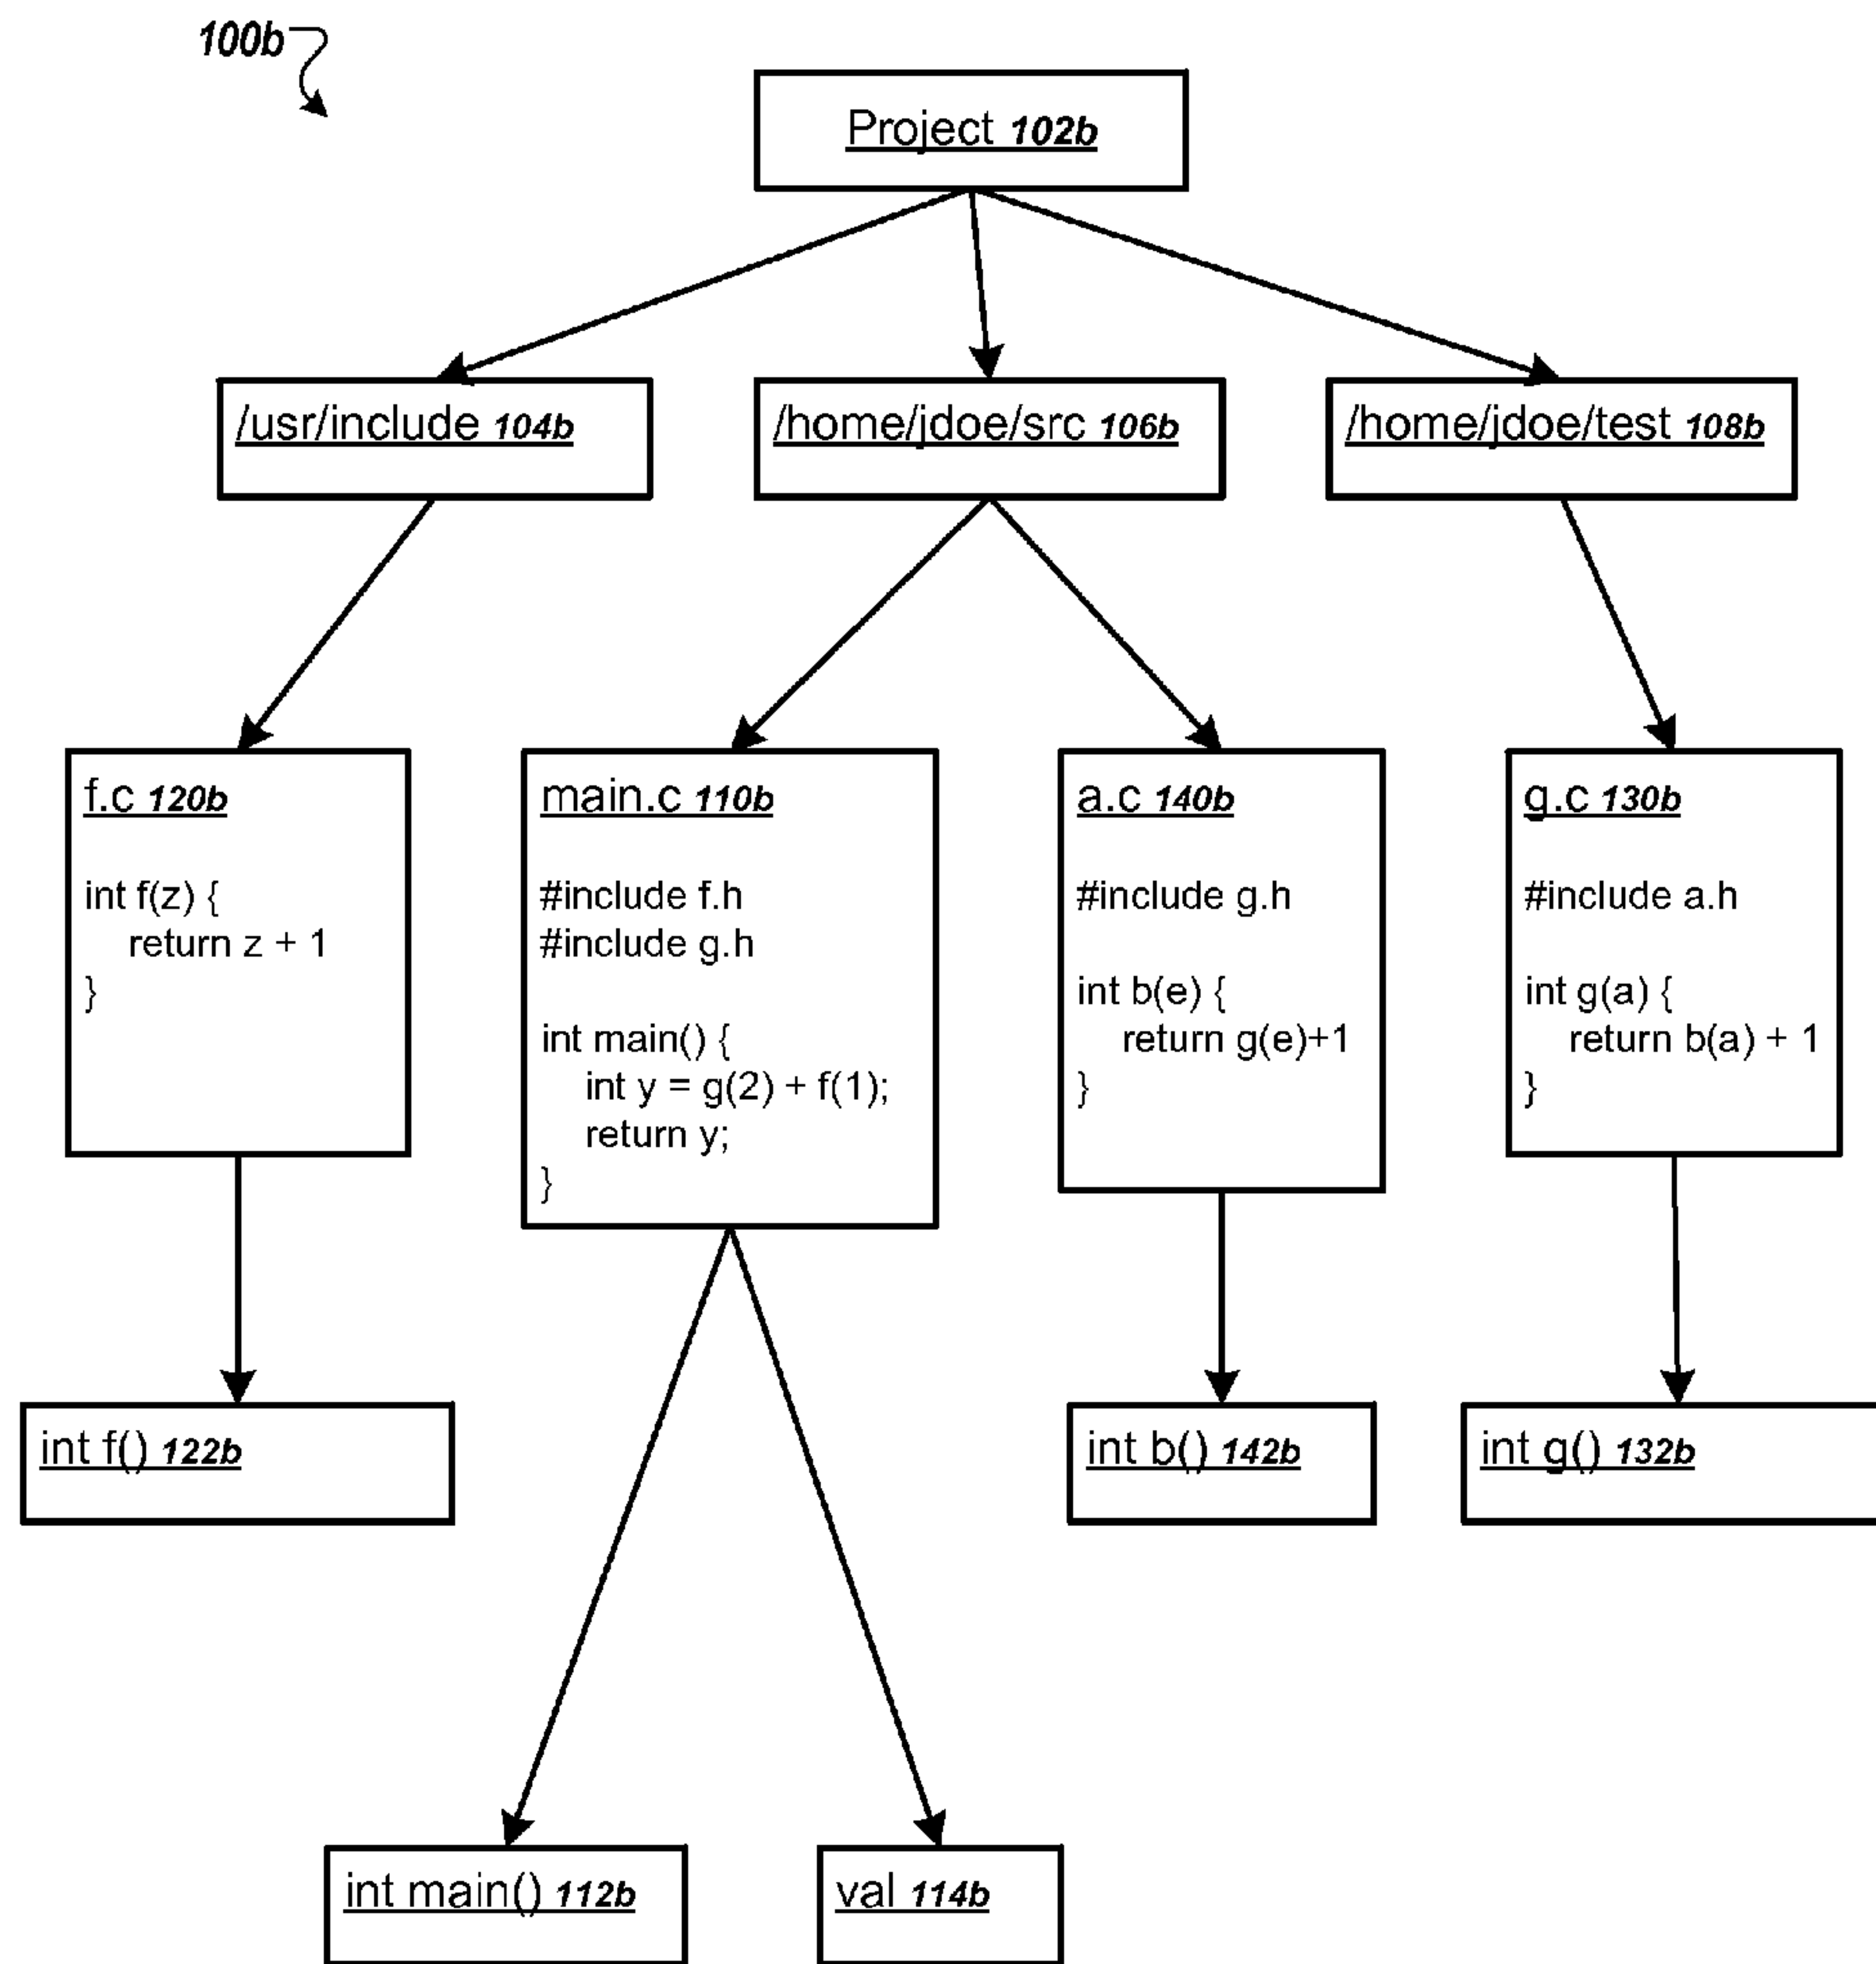 100b
Project 102b
/usr/include 104b
/home/jdoe/src 106b
/home/jdoe/test 108b
f.c 120b
int f(z) {
return z + 1
}
main.c 110b
#include f.h
#include g.h
int main() {
int y = g(2) + f(1);
return y;
}
a.c 140b
#include g.h
int b(e) {
return g(e)+1
}
g.c 130b
#include a.h
int g(a) {
return b(a) + 1
}
int f() 122b
int b() 142b
int g() 132b
int main() 112b
val 114b